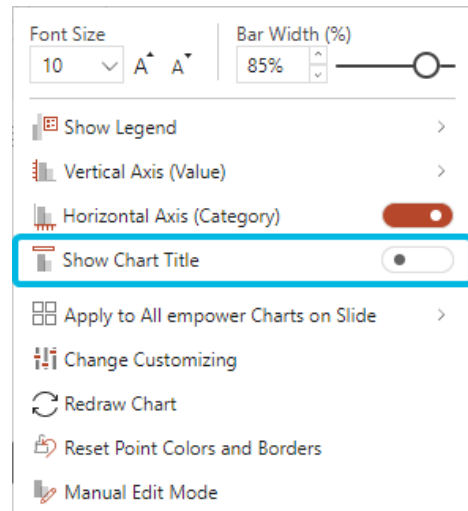 Font Size Bar Width (%)
10 A A 85%
Show Legend
Vertical Axis (Value)
Horizontal Axis (Category)
Show Chart Title
Apply to All empower Charts on Slide
Change Customizing
Redraw Chart
Reset Point Colors and Borders
Manual Edit Mode